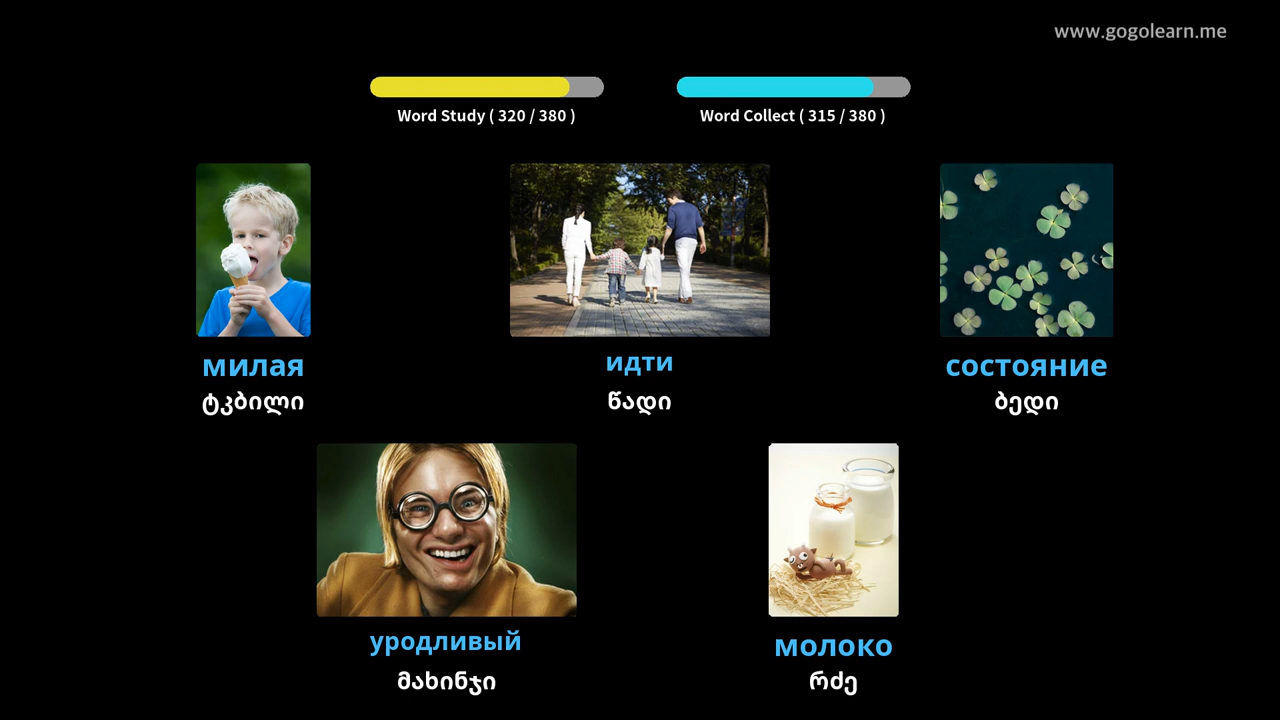 www.gogolearn.me
Word Study ( 320 / 380 )
Word Collect ( 315 / 380 )
милая
ტკბილი
идти
წადი
состояние
ბედი
уродливый
მახინჯი
молоко
რძე